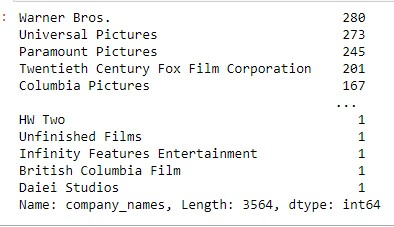 : Warner Bros. 280
Universal Pictures 273
Paramount Pictures 245
Twentieth Century Fox Film Corporation 201
Columbia Pictures 167
...
HW Two 1
Unfinished Films 1
Infinity Features Entertainment 1
British Columbia Film 1
Daiei Studios 1
Name: company_names, Length: 3564, dtype: int64